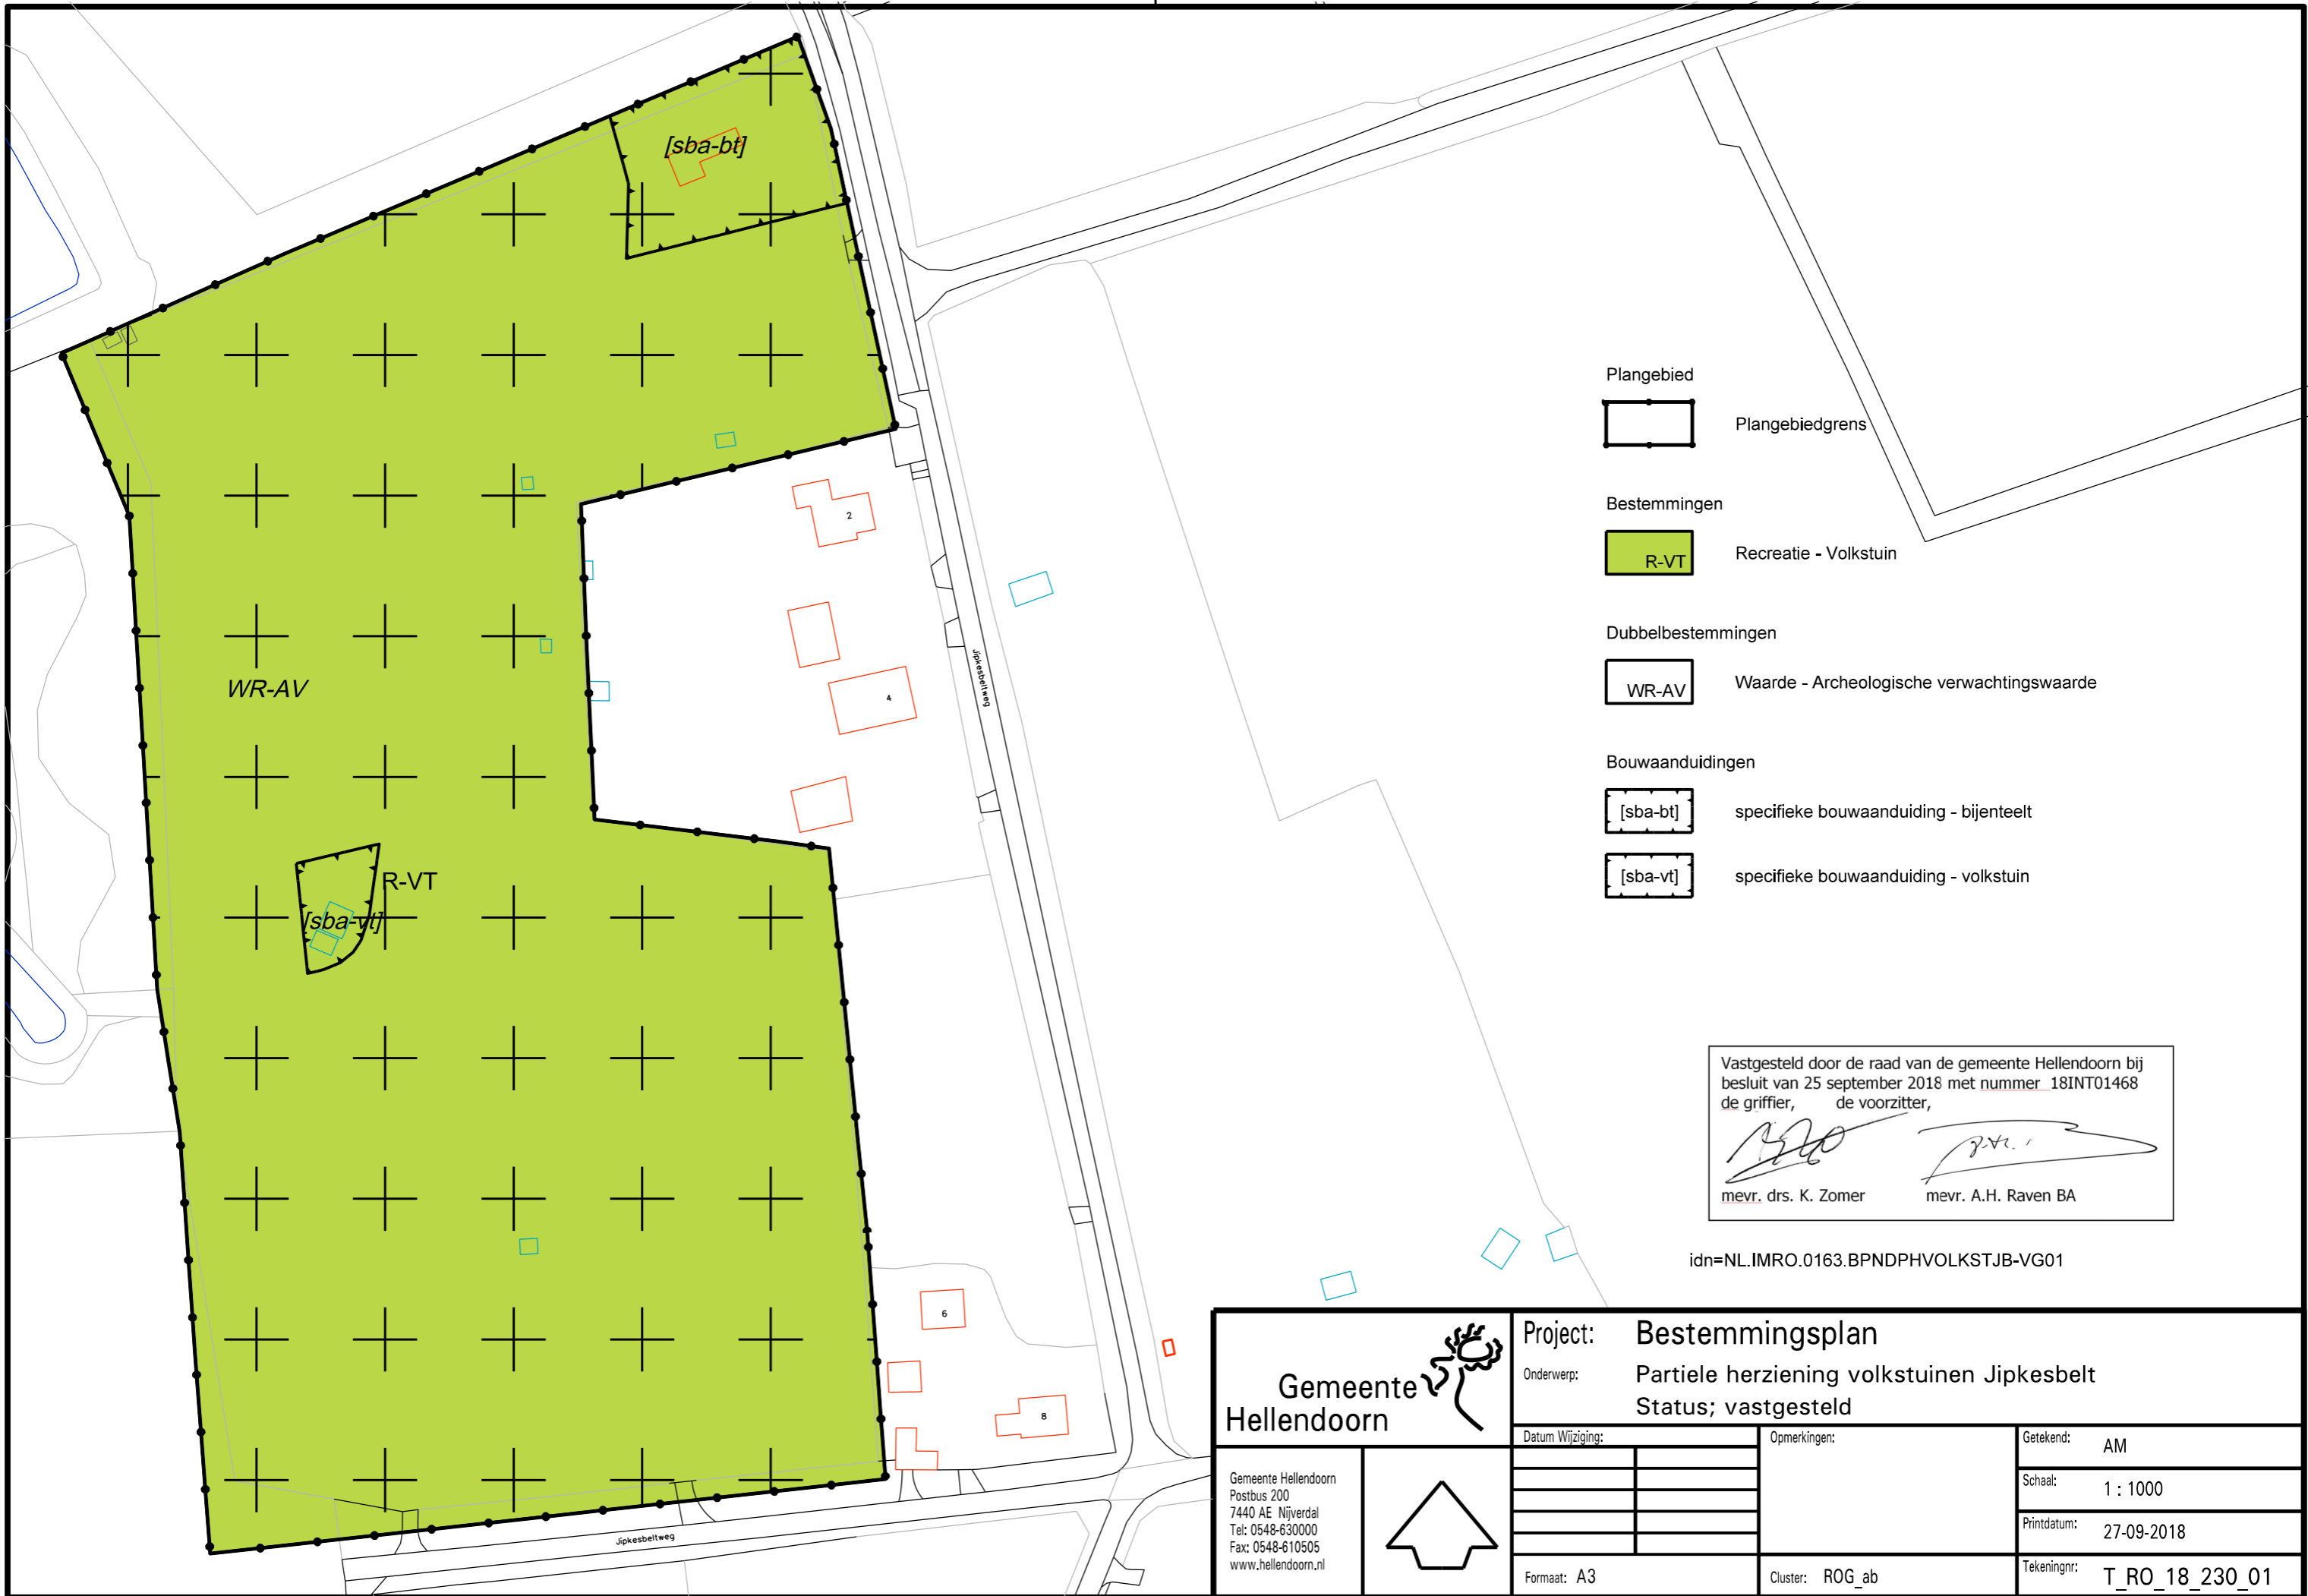 [sba-bt]
WR-AV
R-VT
[sba-vt]
2
4
6
8
Jipkesbeltweg
Jipkesbeltweg
Plangebied
Plangebiedgrens
Bestemmingen
R-VT
Recreatie - Volkstuin
Dubbelbestemmingen
WR-AV
Waarde - Archeologische verwachtingswaarde
Bouwaanduidingen
[sba-bt]
specifieke bouwaanduiding - bijenteelt
[sba-vt]
specifieke bouwaanduiding - volkstuin
Vastgesteld door de raad van de gemeente Hellendoorn bij
besluit van 25 september 2018 met nummer 18INT01468
de griffier, de voorzitter,
mevr. drs. K. Zomer mevr. A.H. Raven BA
idn=NL.IMRO.0163.BPNDPHVOLKSTJB-VG01
Gemeente
Hellendoorn
Gemeente Hellendoorn
Postbus 200
7440 AE Nijverdal
Tel: 0548-630000
Fax: 0548-610505
www.hellendoorn.nl
Project: Bestemmingsplan
Onderwerp: Partiele herziening volkstuinen Jipkesbelt
Status; vastgesteld
Datum Wijziging:
Opmerkingen:
Getekend: AM
Schaal: 1 : 1000
Printdatum: 27-09-2018
Formaat: A3
Cluster: ROG_ab
Tekeningnr: T_RO_18_230_01